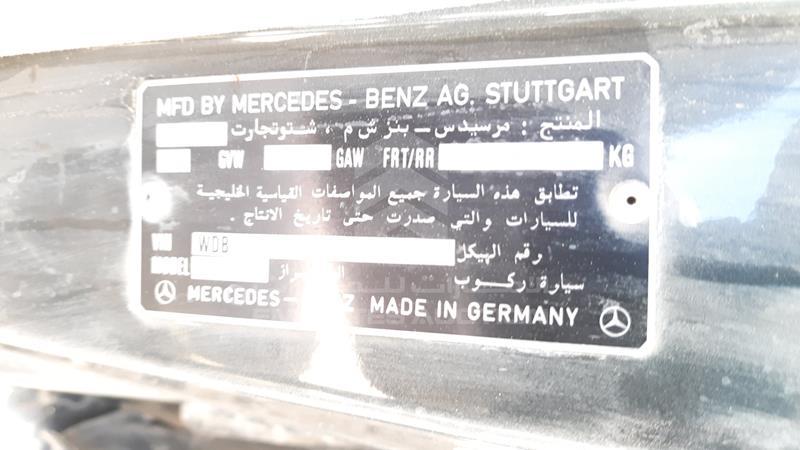 MFD BY MERCEDES - BENZ AG. STUTTGART
المنتج : مرسيدس - بنز ش م ، شتوتجارت
GVW GAW FRT/RR KG
تطابق هذه السيارة جميع المواصفات القياسية الخليجية
للسيارات والتي صدرت حتى تاريخ الانتاج .
VIN WDB رقم الهيكل
MODEL سيارة ركوب
MERCEDES - MADE IN GERMANY